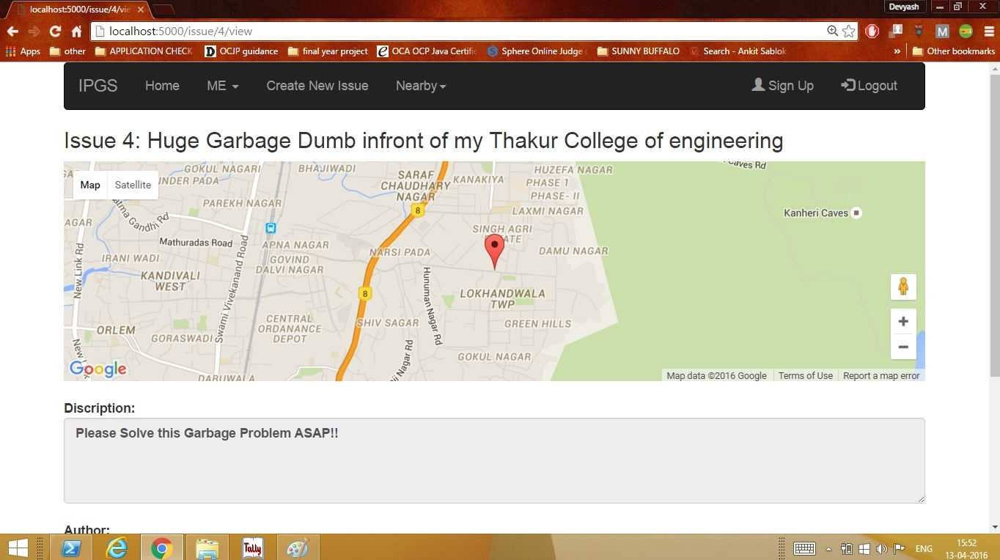 localhost:5000/issue/4/vie
Devyash
localhost:5000/issue/4/view
Apps other APPLICATION CHECK OCJP guidance final year project OCA OCP Java Certific Sphere Online Judge SUNNY BUFFALO Search - Ankit Sablok » Other bookmarks
IPGS Home ME Create New Issue Nearby Sign Up Logout
Issue 4: Huge Garbage Dumb infront of my Thakur College of engineering
Map Satellite
GOKUL NAGARI
UNDER PADA
BHAJIWADI
SARAF
CHAUDHARY
NAGAR
KANAKIYA
HUZEFA NAGAR
PHASE 1
PHASE- II
Caves Rd
PAREKH NAGAR
LAXMI NAGAR
Kanheri Caves
AGAR
atma Gandhi Rd
8
SINGH AGRI
TATE
Mathuradas Road
APNA NAGAR
NARSI PADA
DAMU NAGAR
IRANI WADI
GOVIND
DALVI NAGAR
New Link Rd
KANDIVALI
WEST
Swami Vivekanand Road
8
Hunuman Nagar Rd
LOKHANDWALA
TWP
CENTRAL
ORDANANCE
DEPOT
SHIV SAGAR
GREEN HILLS
ORLEM
GORASWADI
GOKUL NAGAR
New L
i Nagar Rd
DARUWALA
Google
Map data ©2016 Google Terms of Use Report a map error
Discription:
Please Solve this Garbage Problem ASAP!!
Author:
Tally
ENG
15:52
13-04-2016